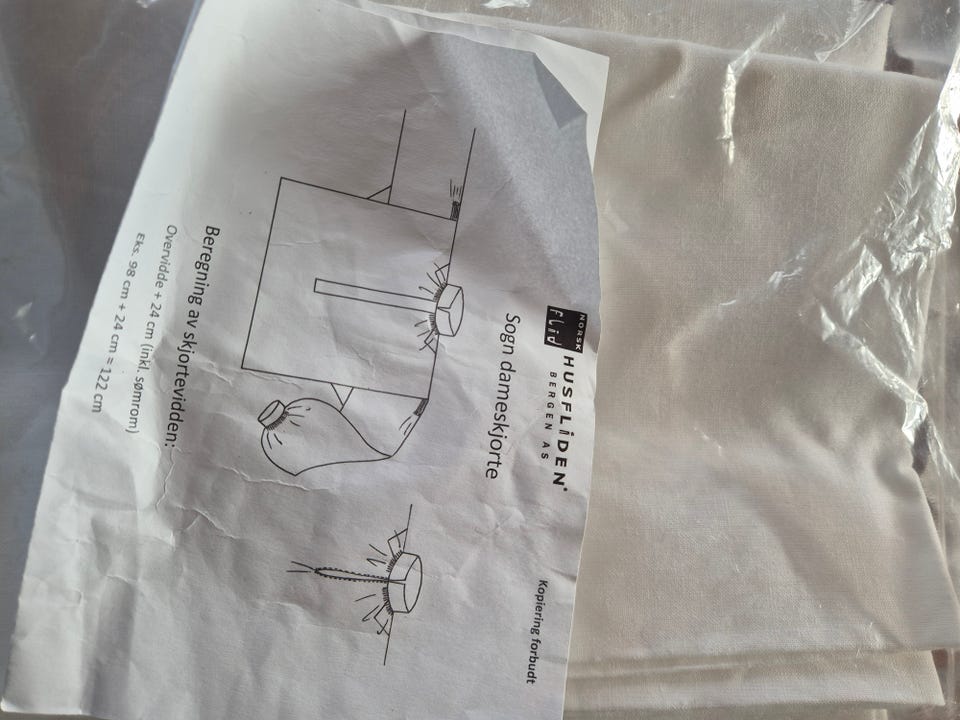 NORSK
flid
HUSFLiDEN®
BERGEN AS
Kopiering forbudt
Sogn dameskjorte
Beregning av skjortevidden:
Overvidde + 24 cm (inkl. sømrom)
Eks. 98 cm + 24 cm = 122 cm